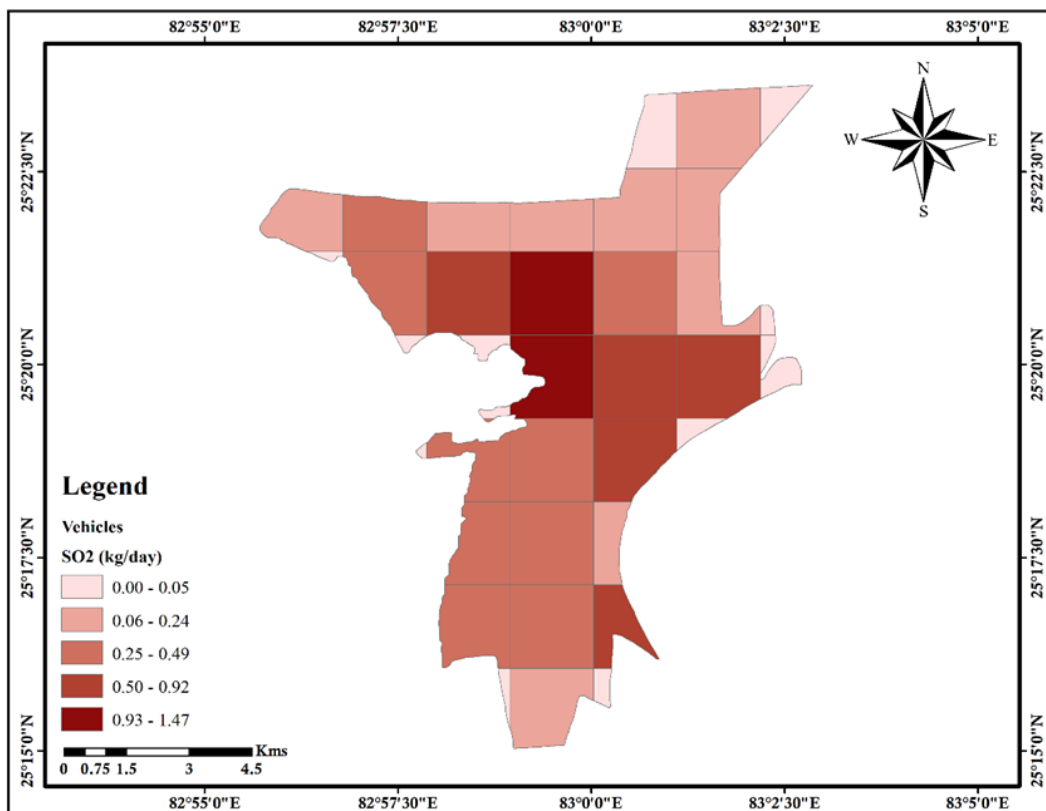 82°55'0"E 82°57'30"E 83°0'0"E 83°2'30"E 83°5'0"E
N
W E
S
25°22'30"N 25°22'30"N
25°20'0"N 25°20'0"N
25°17'30"N 25°17'30"N
25°15'0"N 25°15'0"N
Legend
Vehicles
SO2 (kg/day)
0.00 - 0.05
0.06 - 0.24
0.25 - 0.49
0.50 - 0.92
0.93 - 1.47
Kms
0 0.75 1.5 3 4.5
82°55'0"E 82°57'30"E 83°0'0"E 83°2'30"E 83°5'0"E